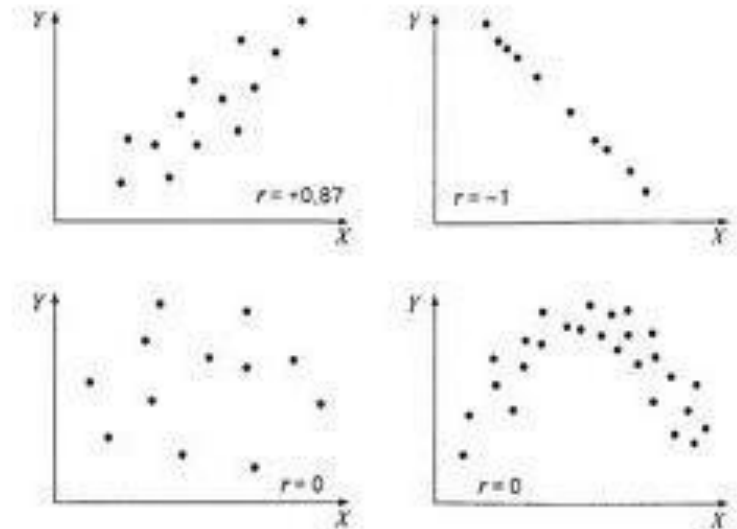 Y
r = +0,87
X
Y
r = -1
X
Y
r = 0
X
Y
r = 0
X